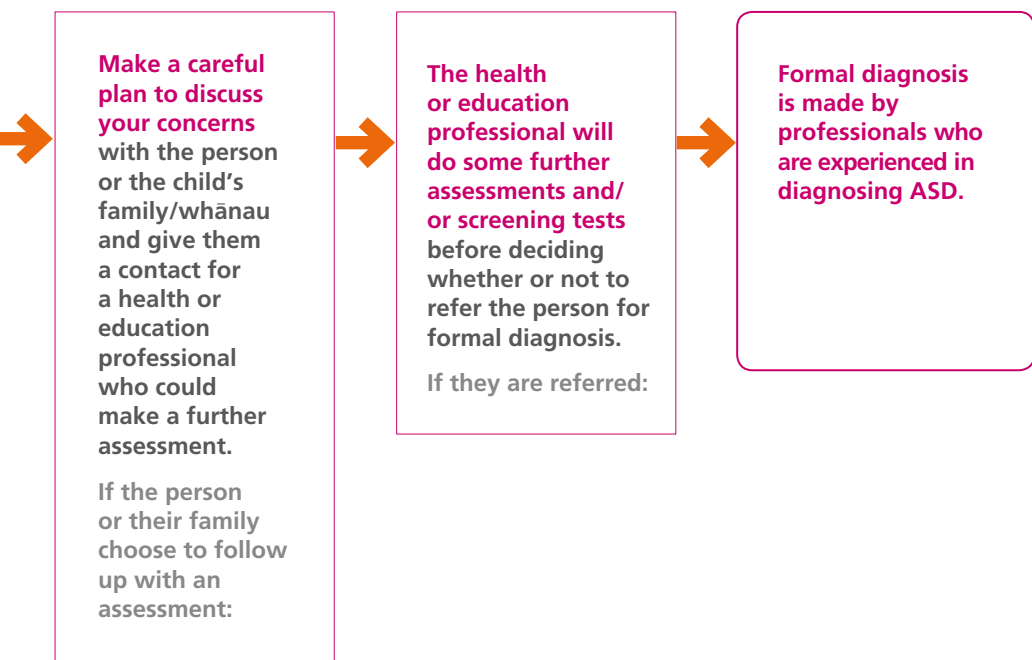 Make a careful
plan to discuss
your concerns
with the person
or the child's
family/whānau
and give them
a contact for
a health or
education
professional
who could
make a further
assessment.
If the person
or their family
choose to follow
up with an
assessment:
The health
or education
professional will
do some further
assessments and/
or screening tests
before deciding
whether or not to
refer the person for
formal diagnosis.
If they are referred:
Formal diagnosis
is made by
professionals who
are experienced in
diagnosing ASD.